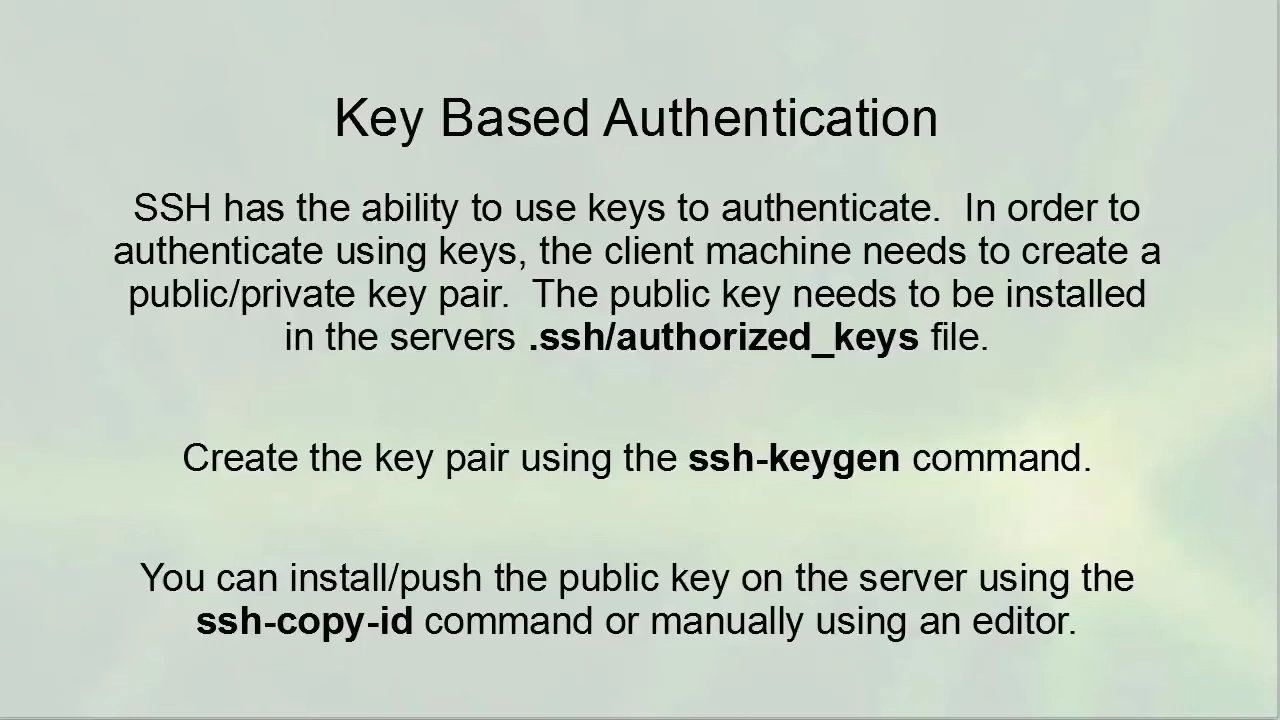 Key Based Authentication
SSH has the ability to use keys to authenticate.  In order to
authenticate using keys, the client machine needs to create a
public/private key pair.  The public key needs to be installed
in the servers .ssh/authorized_keys file.
Create the key pair using the ssh-keygen command.
You can install/push the public key on the server using the
ssh-copy-id command or manually using an editor.